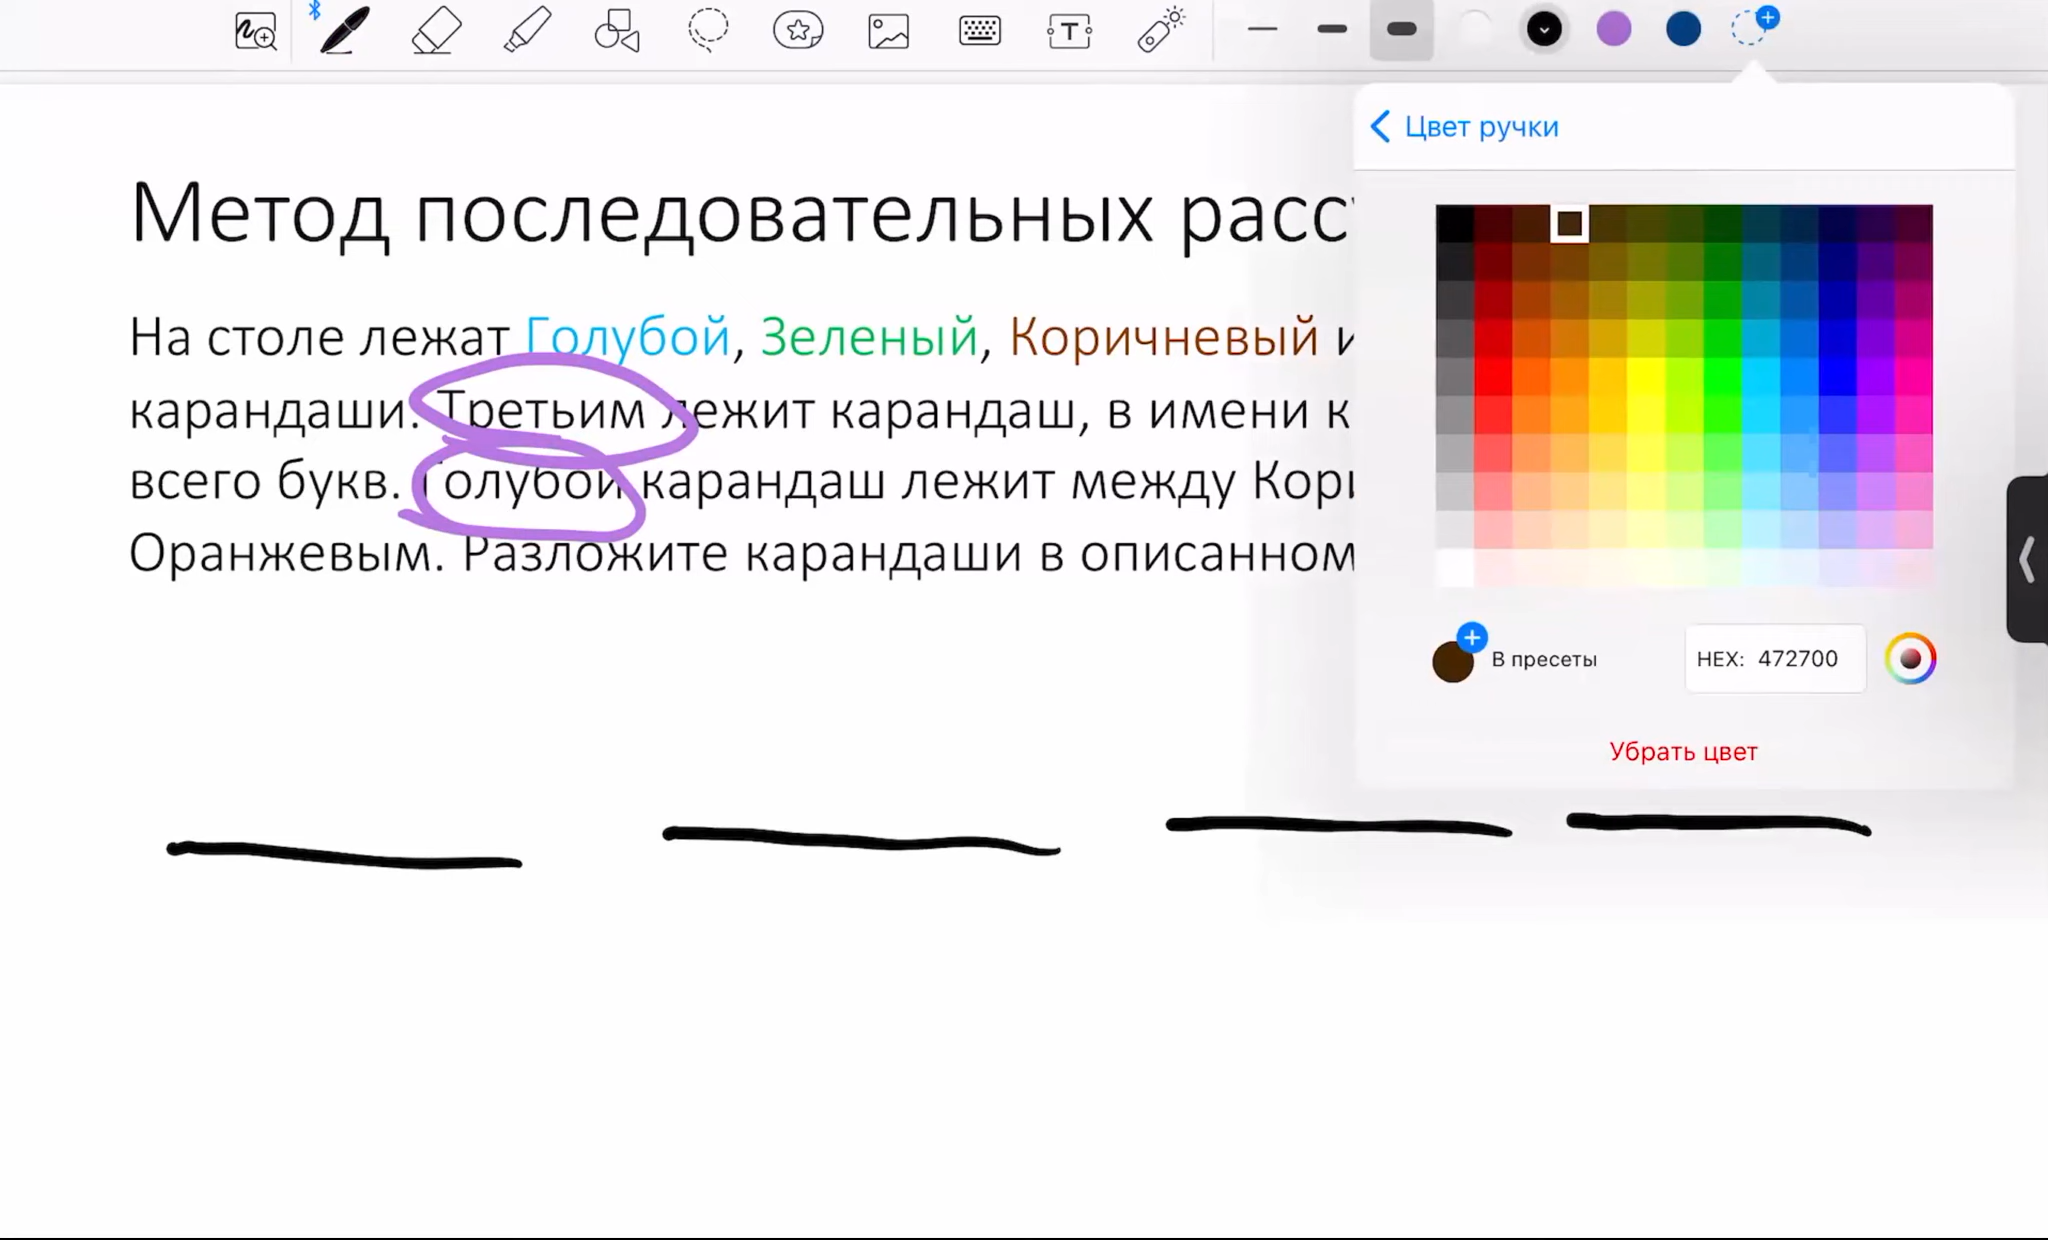 Цвет ручки
Метод последовательных расс
На столе лежат Голубой, Зеленый, Коричневый и
карандаши. Третьим лежит карандаш, в имени к
всего букв. Голубой карандаш лежит между Кори
Оранжевым. Разложите карандаши в описанном
В пресеты
HEX: 472700
Убрать цвет